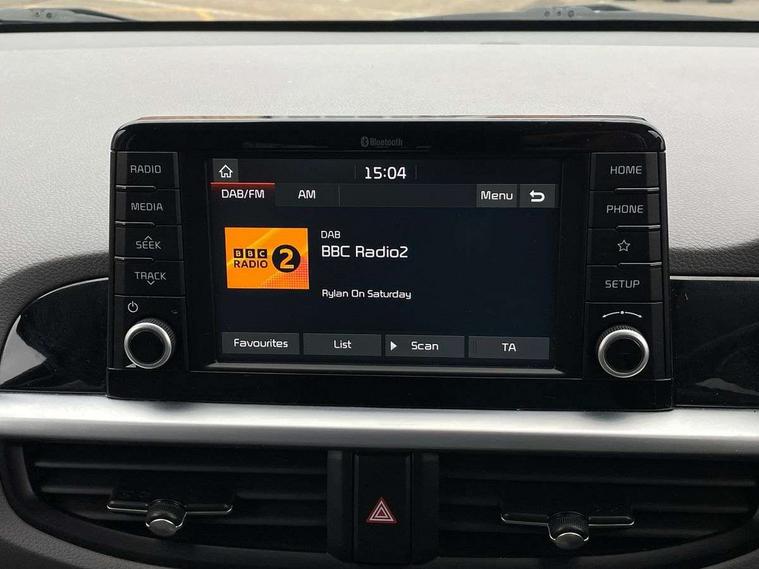 Bluetooth
RADIO
MEDIA
SEEK
TRACK
15:04
DAB/FM
AM
Menu
BBC
RADIO 2
DAB
BBC Radio2
Rylan On Saturday
Favourites
List
Scan
TA
HOME
PHONE
SETUP